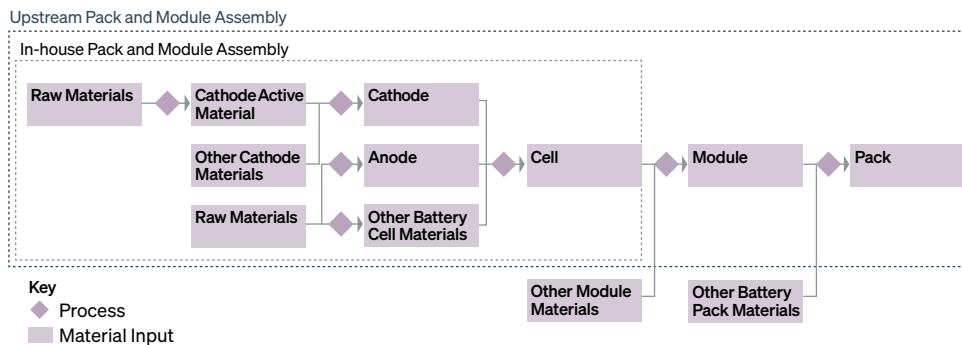 Upstream Pack and Module Assembly
In-house Pack and Module Assembly
Raw Materials
Cathode Active
Material
Cathode
Other Cathode
Materials
Anode
Cell
Module
Pack
Raw Materials
Other Battery
Cell Materials
Other Module
Materials
Other Battery
Pack Materials
Key
Process
Material Input